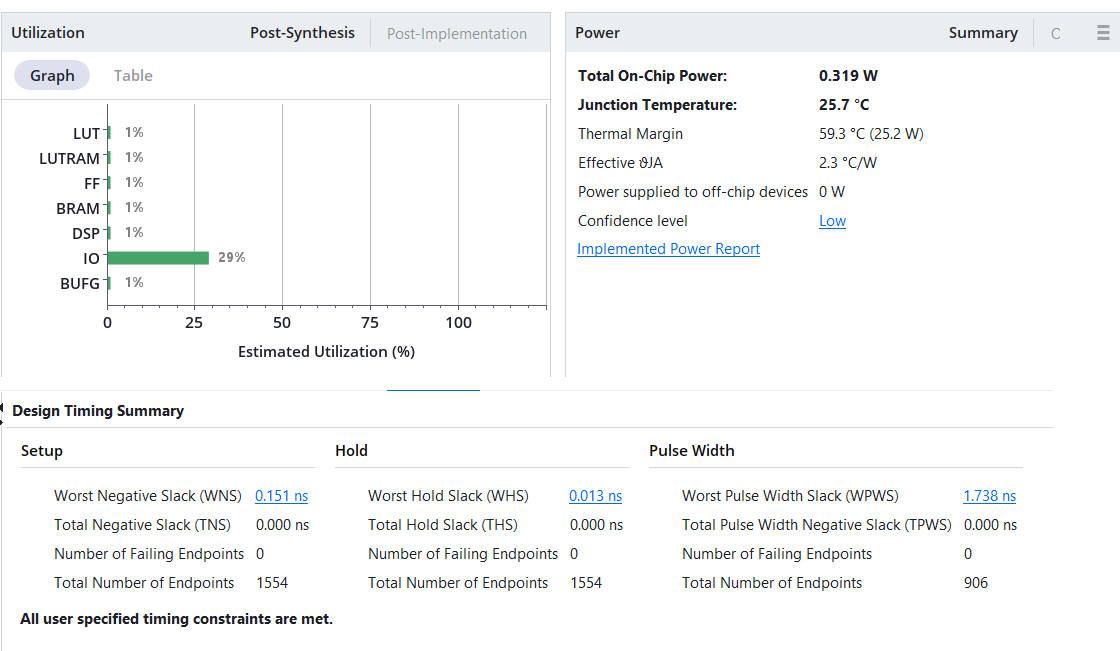 Utilization Post-Synthesis Post-Implementation
Graph Table
LUT 1%
LUTRAM 1%
FF 1%
BRAM 1%
DSP 1%
IO 29%
BUFG 1%
0 25 50 75 100
Estimated Utilization (%)
Power Summary
Total On-Chip Power: 0.319 W
Junction Temperature: 25.7 °C
Thermal Margin 59.3 °C (25.2 W)
Effective ϑJA 2.3 °C/W
Power supplied to off-chip devices 0 W
Confidence level Low
Implemented Power Report
Design Timing Summary
Setup
Worst Negative Slack (WNS) 0.151 ns
Total Negative Slack (TNS) 0.000 ns
Number of Failing Endpoints 0
Total Number of Endpoints 1554
Hold
Worst Hold Slack (WHS) 0.013 ns
Total Hold Slack (THS) 0.000 ns
Number of Failing Endpoints 0
Total Number of Endpoints 1554
Pulse Width
Worst Pulse Width Slack (WPWS) 1.738 ns
Total Pulse Width Negative Slack (TPWS) 0.000 ns
Number of Failing Endpoints 0
Total Number of Endpoints 906
All user specified timing constraints are met.